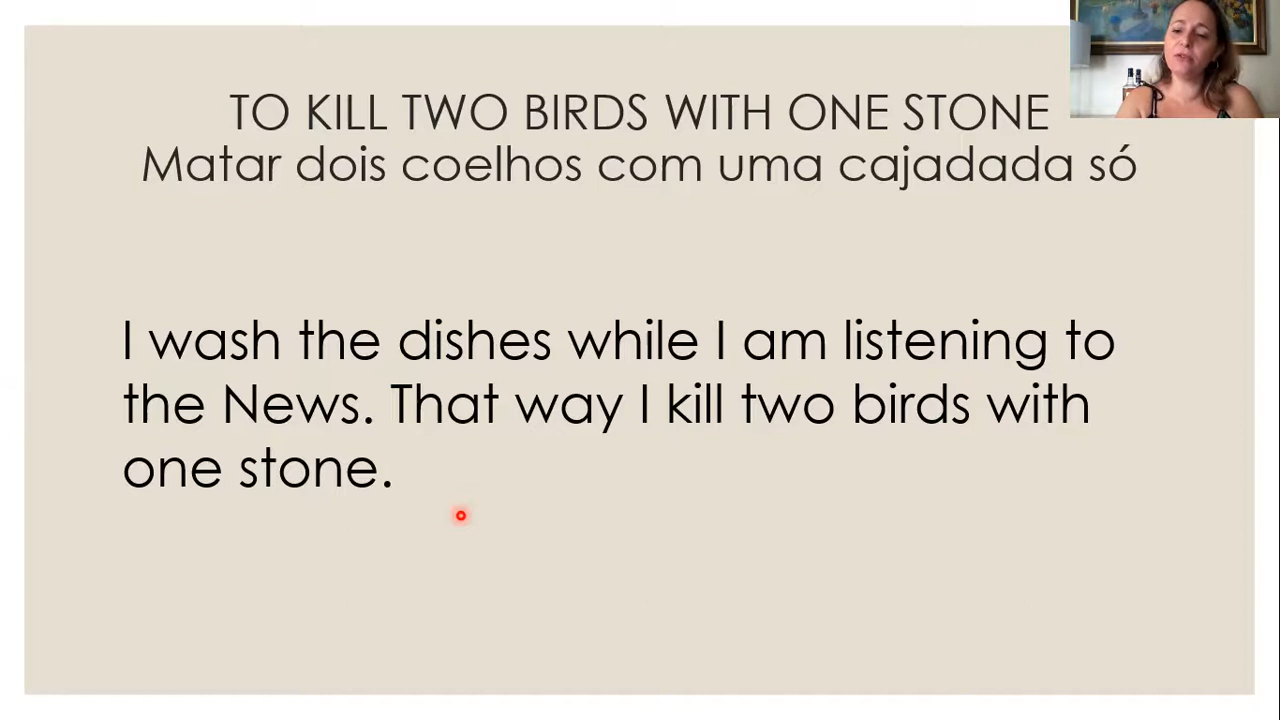 TO KILL TWO BIRDS WITH ONE STONE
Matar dois coelhos com uma cajadada só
I wash the dishes while I am listening to
the News. That way I kill two birds with
one stone.